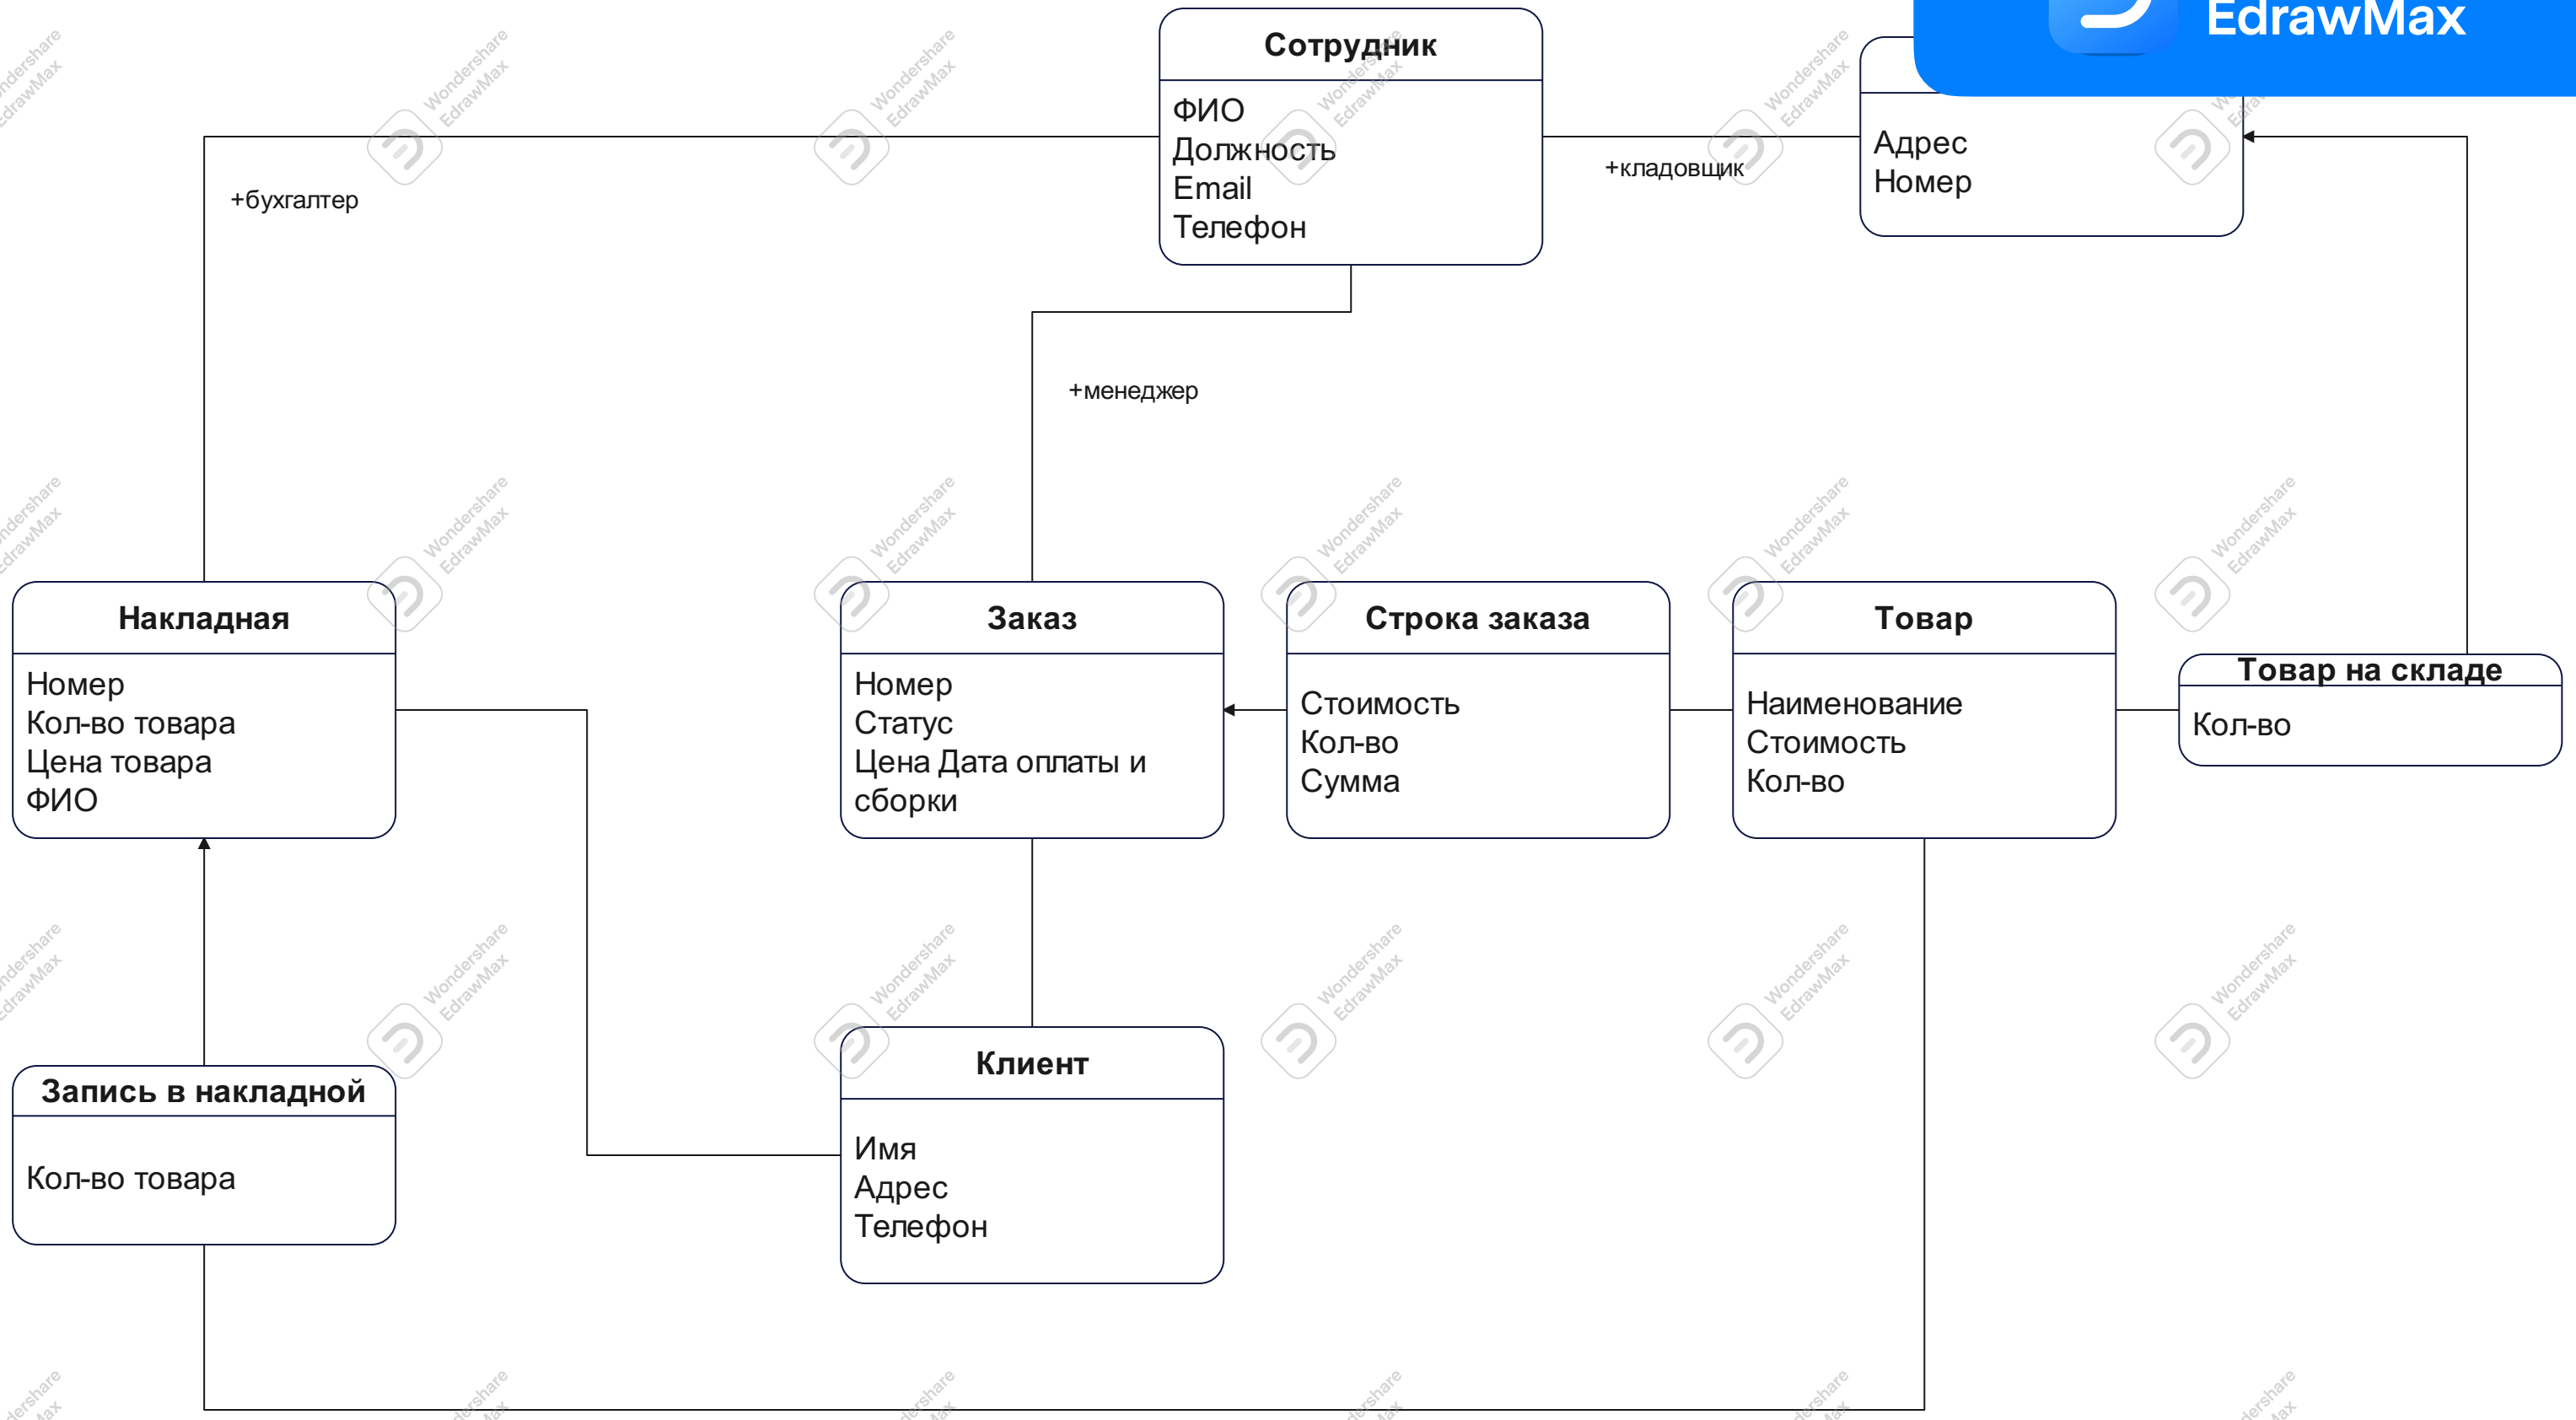 EdrawMax
Сотрудник
ФИО
Должность
Email
Телефон
Адрес
Номер
+кладовщик
+бухгалтер
+менеджер
Накладная
Номер
Кол-во товара
Цена товара
ФИО
Заказ
Номер
Статус
Цена Дата оплаты и
сборки
Строка заказа
Стоимость
Кол-во
Сумма
Товар
Наименование
Стоимость
Кол-во
Товар на складе
Кол-во
Запись в накладной
Кол-во товара
Клиент
Имя
Адрес
Телефон
Wondershare
EdrawMax